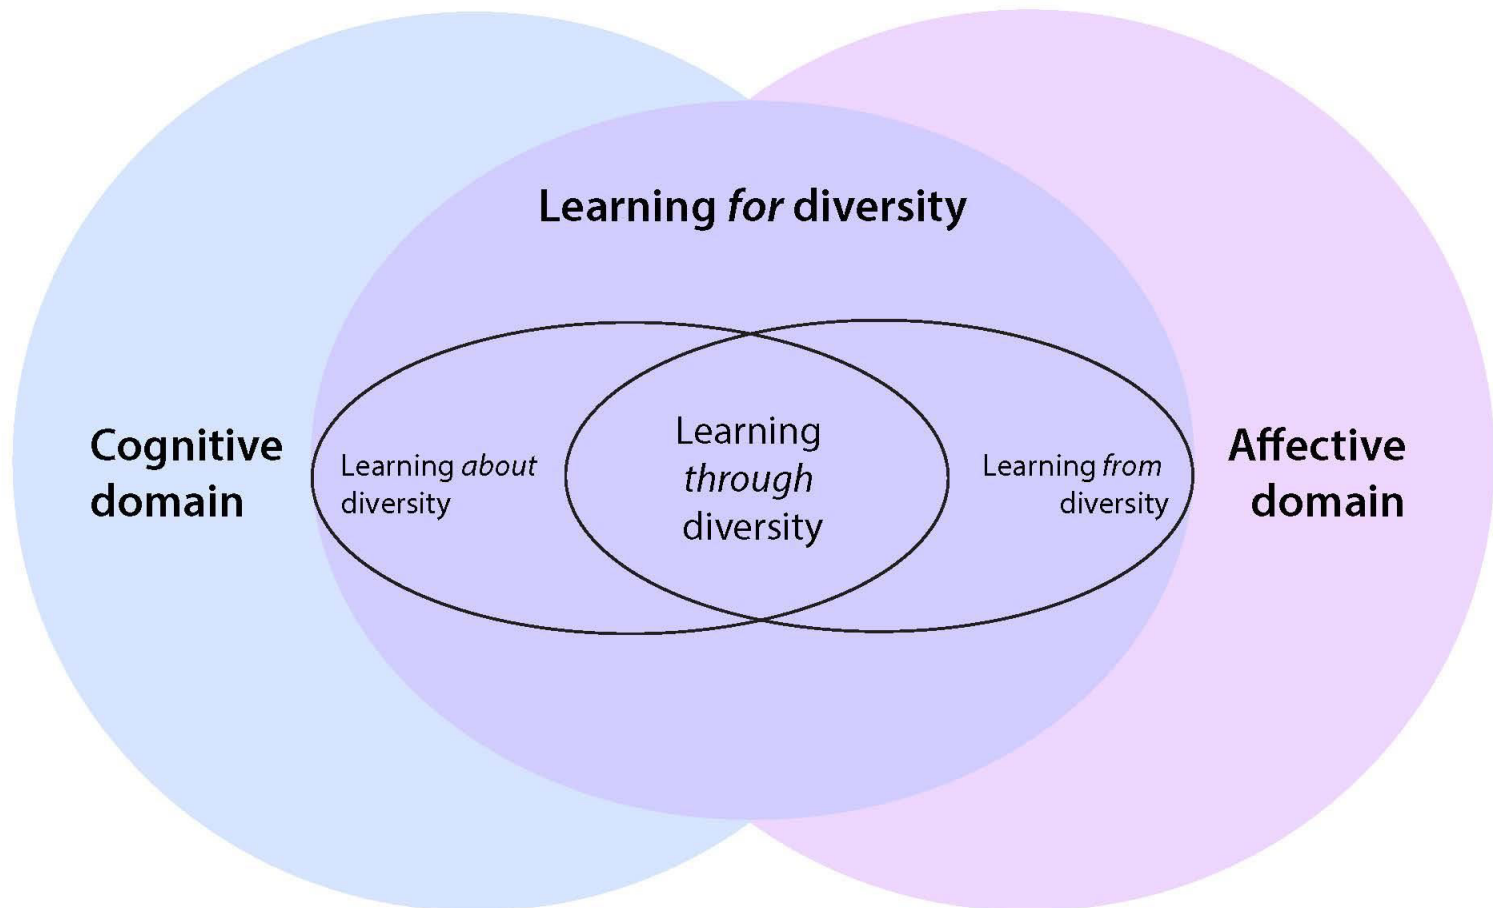 Learning for diversity
Cognitive
domain
Learning about
diversity
Learning
through
diversity
Learning from
diversity
Affective
domain